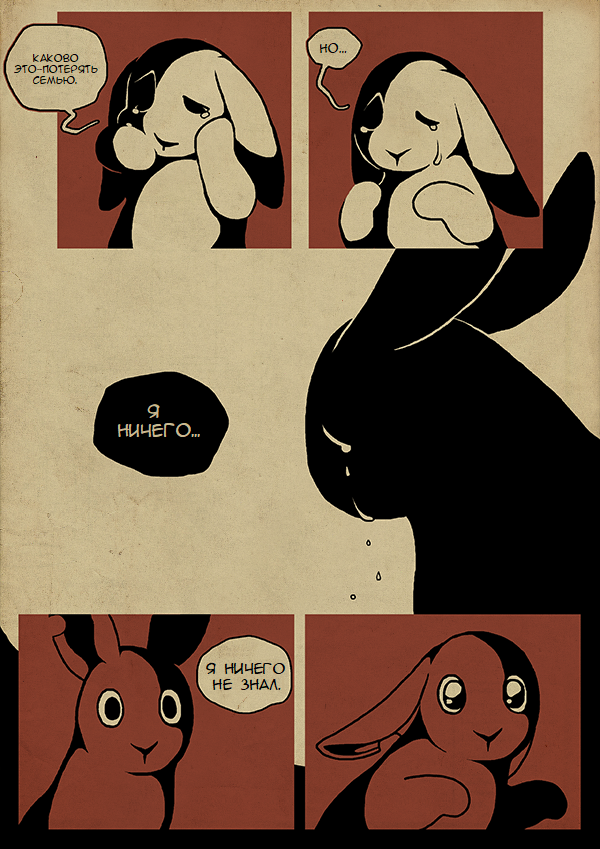 КАКОВО
ЭТО-ПОТЕРЯТЬ
СЕМЬЮ.
НО...
Я
НИЧЕГО...
Я НИЧЕГО
НЕ ЗНАЛ.